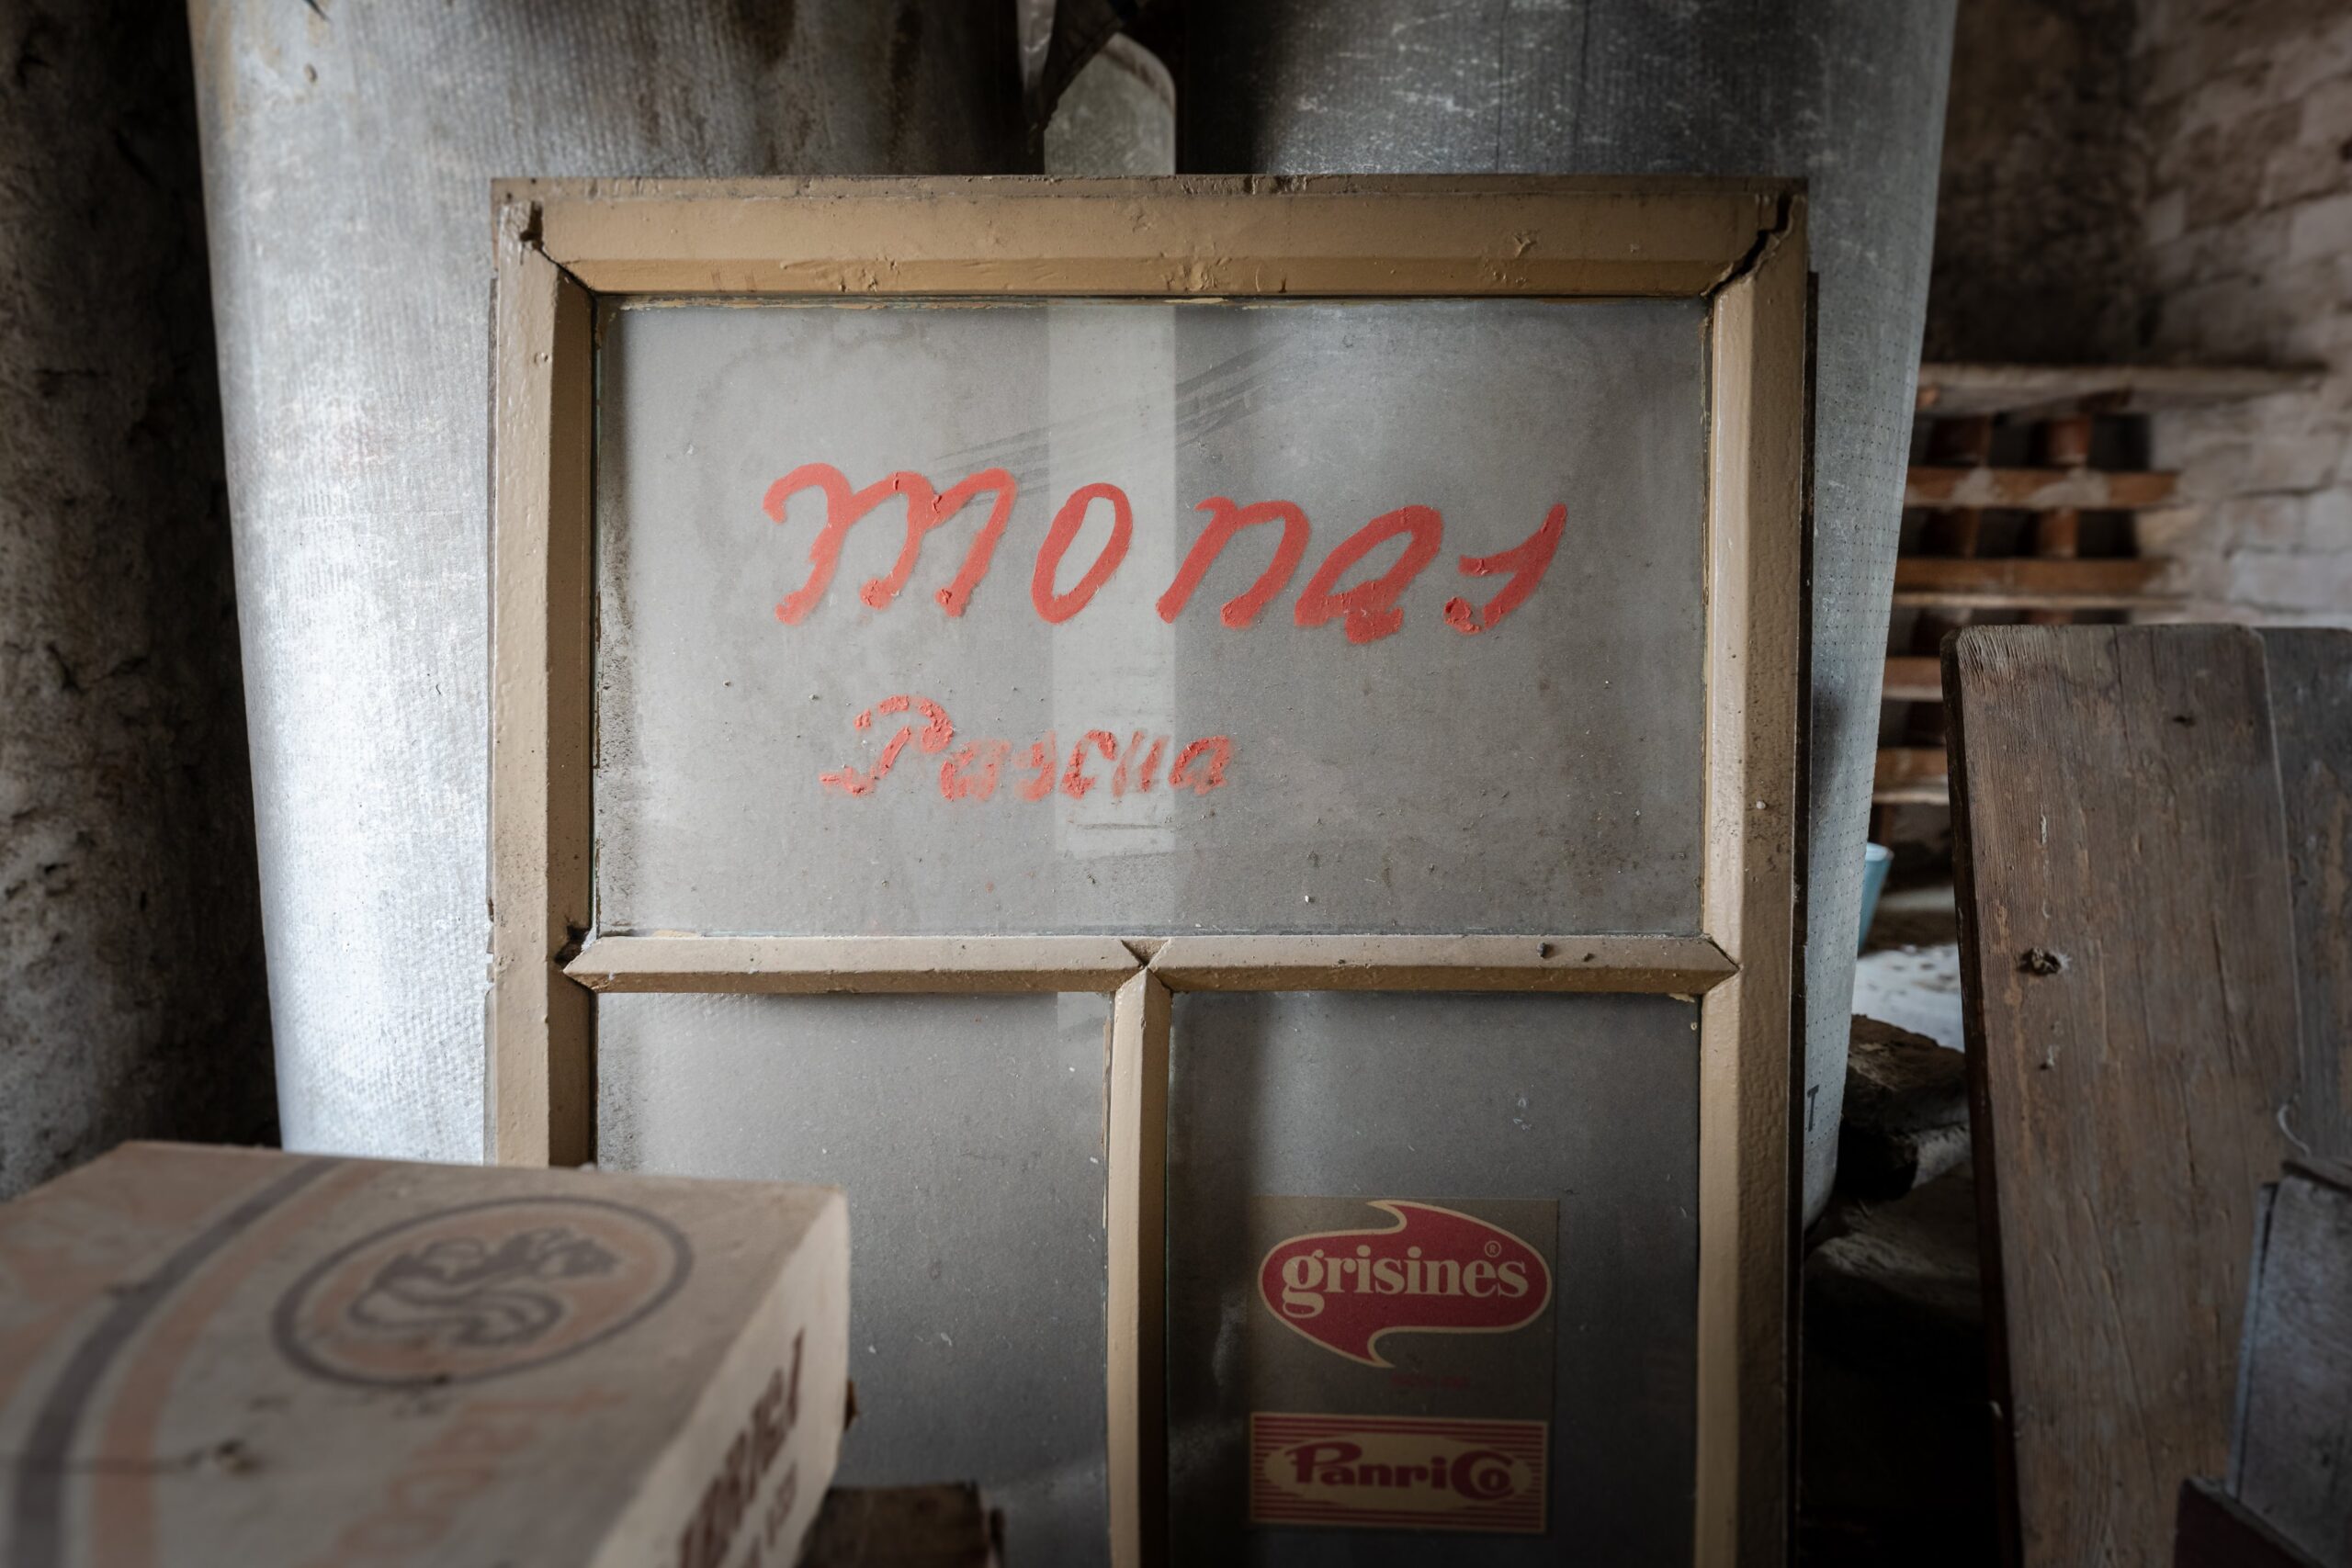 Monas
Pascua
grisines®
PanriCo
T